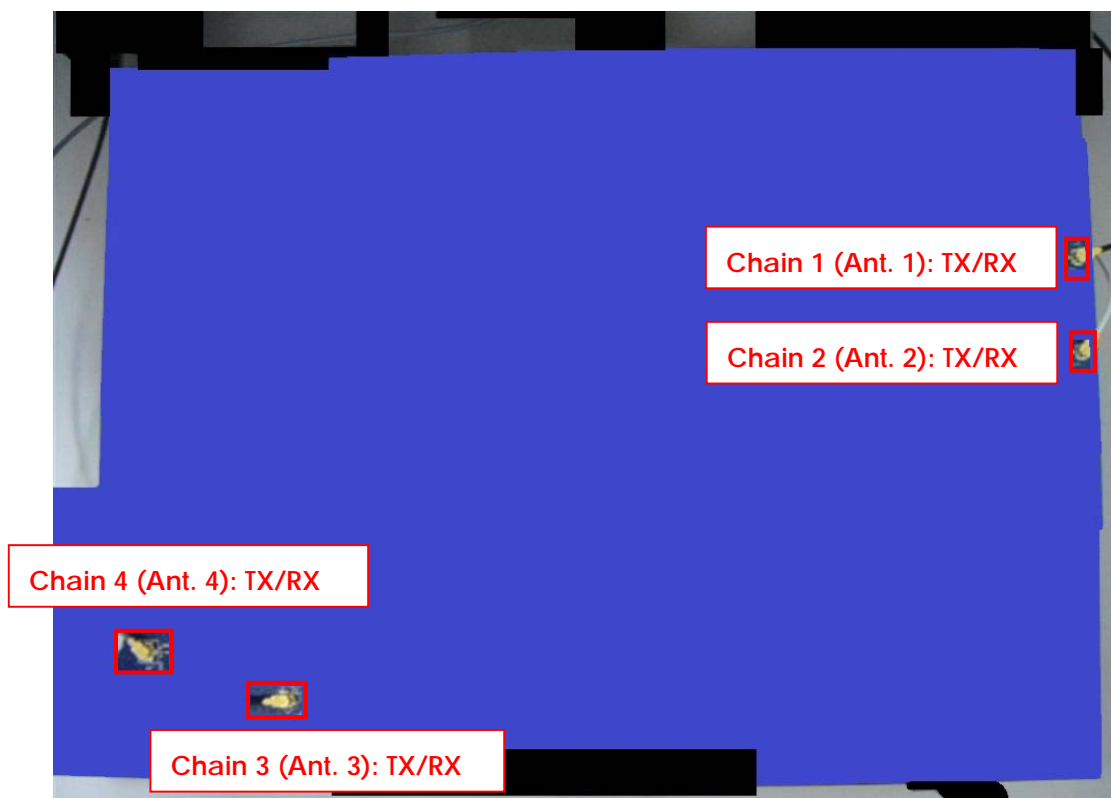 Chain 1 (Ant. 1): TX/RX
Chain 2 (Ant. 2): TX/RX
Chain 4 (Ant. 4): TX/RX
Chain 3 (Ant. 3): TX/RX